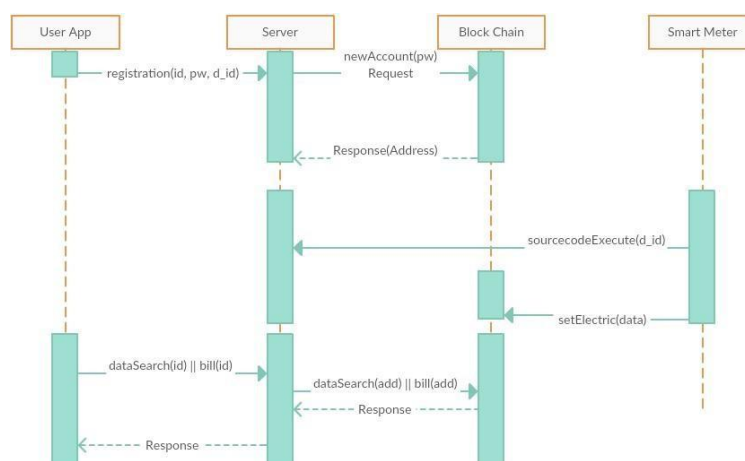 User App
Server
Block Chain
Smart Meter
registration(id, pw, d_id)
newAccount(pw)
Request
Response(Address)
sourcecodeExecute(d_id)
setElectric(data)
dataSearch(id) || bill(id)
dataSearch(add) || bill(add)
Response
Response